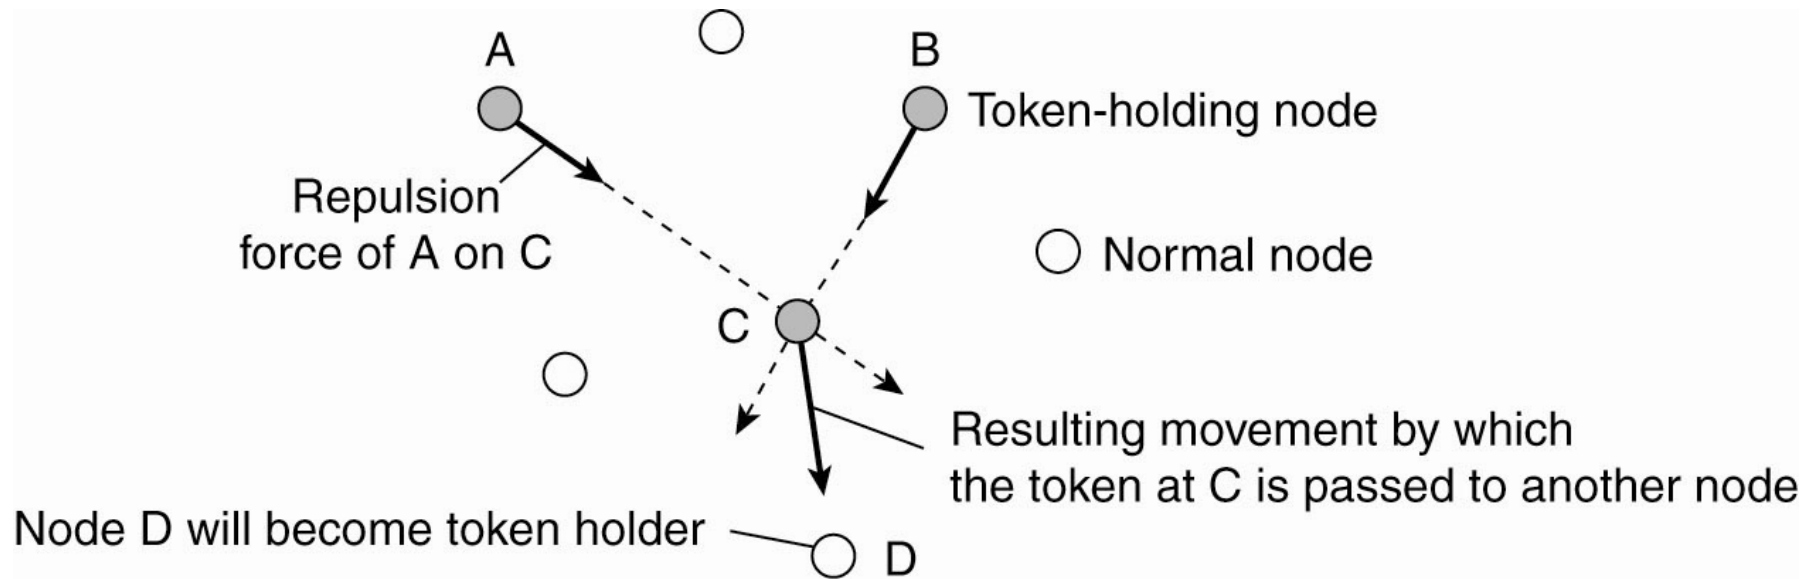 A
B
Token-holding node
Repulsion
force of A on C
Normal node
C
Resulting movement by which
the token at C is passed to another node
Node D will become token holder
D